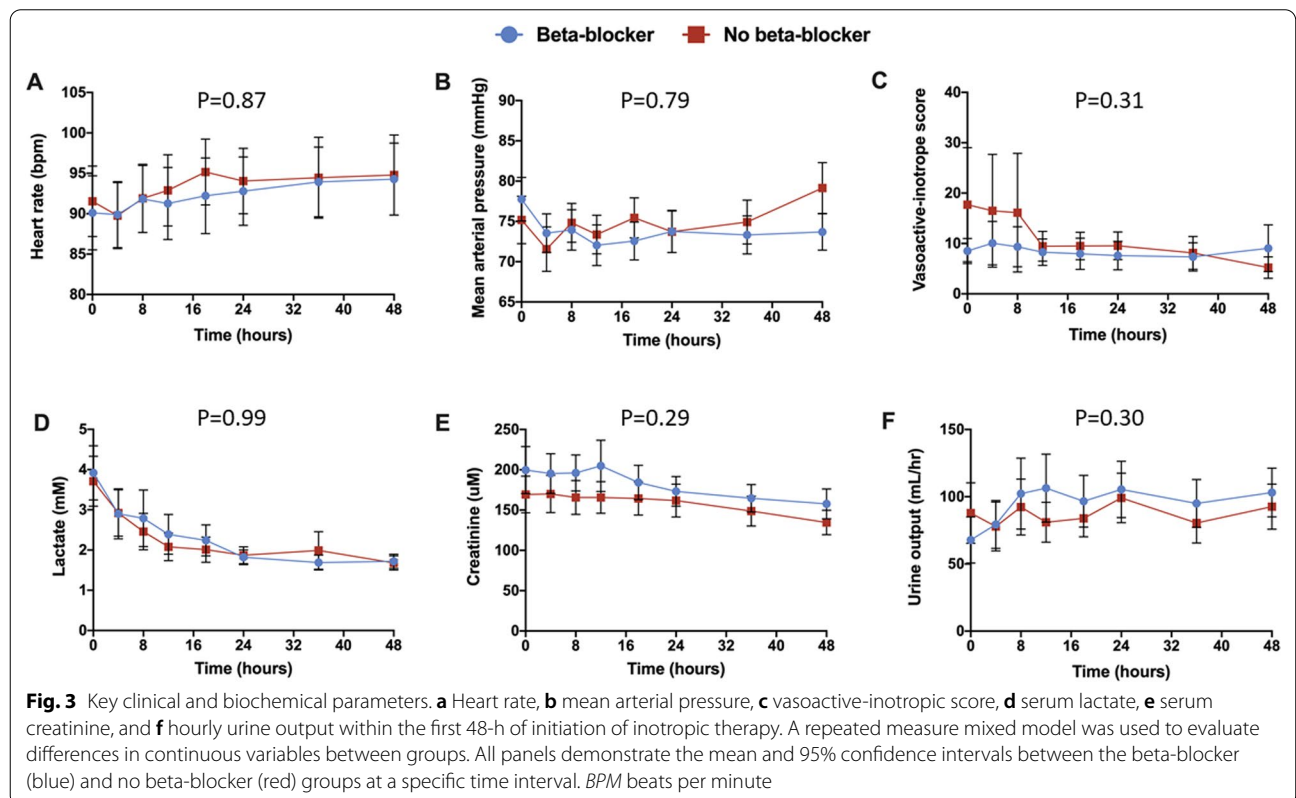 Beta-blocker No beta-blocker
A
P=0.87
105
100
95
90
85
80
Heart rate (bpm)
0 8 16 24 32 40 48
Time (hours)
B
P=0.79
90
85
80
75
70
65
Mean arterial pressure (mmHg)
0 8 16 24 32 40 48
Time (hours)
C
P=0.31
40
30
20
10
0
Vasoactive-inotrope score
0 8 16 24 32 40 48
Time (hours)
D
P=0.99
5
4
3
2
1
0
Lactate (mM)
0 8 16 24 32 40 48
Time (hours)
E
P=0.29
250
200
150
100
50
0
Creatinine (uM)
0 8 16 24 32 40 48
Time (hours)
F
P=0.30
150
100
50
0
Urine output (mL/hr)
0 8 16 24 32 40 48
Time (hours)
Fig. 3 Key clinical and biochemical parameters. a Heart rate, b mean arterial pressure, c vasoactive-inotropic score, d serum lactate, e serum
creatinine, and f hourly urine output within the first 48-h of initiation of inotropic therapy. A repeated measure mixed model was used to evaluate
differences in continuous variables between groups. All panels demonstrate the mean and 95% confidence intervals between the beta-blocker
(blue) and no beta-blocker (red) groups at a specific time interval. BPM beats per minute